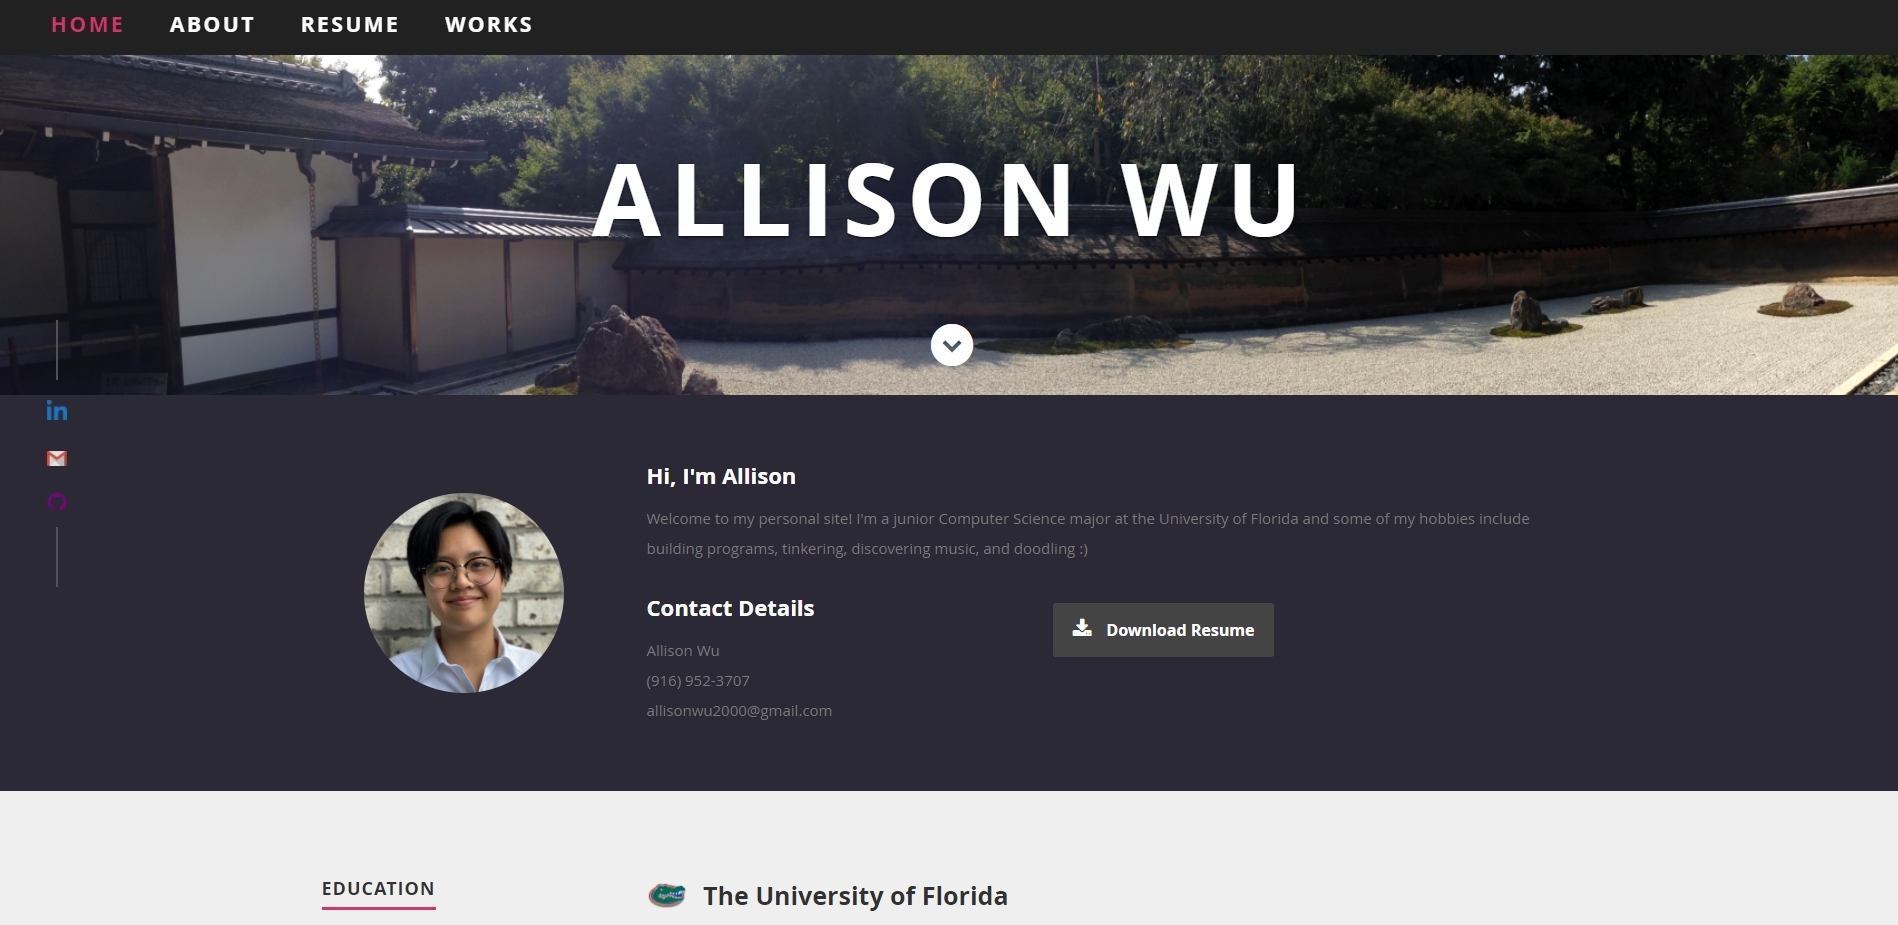 HOME ABOUT RESUME WORKS
ALLISON WU
in
Hi, I'm Allison
Welcome to my personal site! I'm a junior Computer Science major at the University of Florida and some of my hobbies include
building programs, tinkering, discovering music, and doodling :)
Contact Details
Download Resume
Allison Wu
(916) 952-3707
allisonwu2000@gmail.com
EDUCATION
The University of Florida